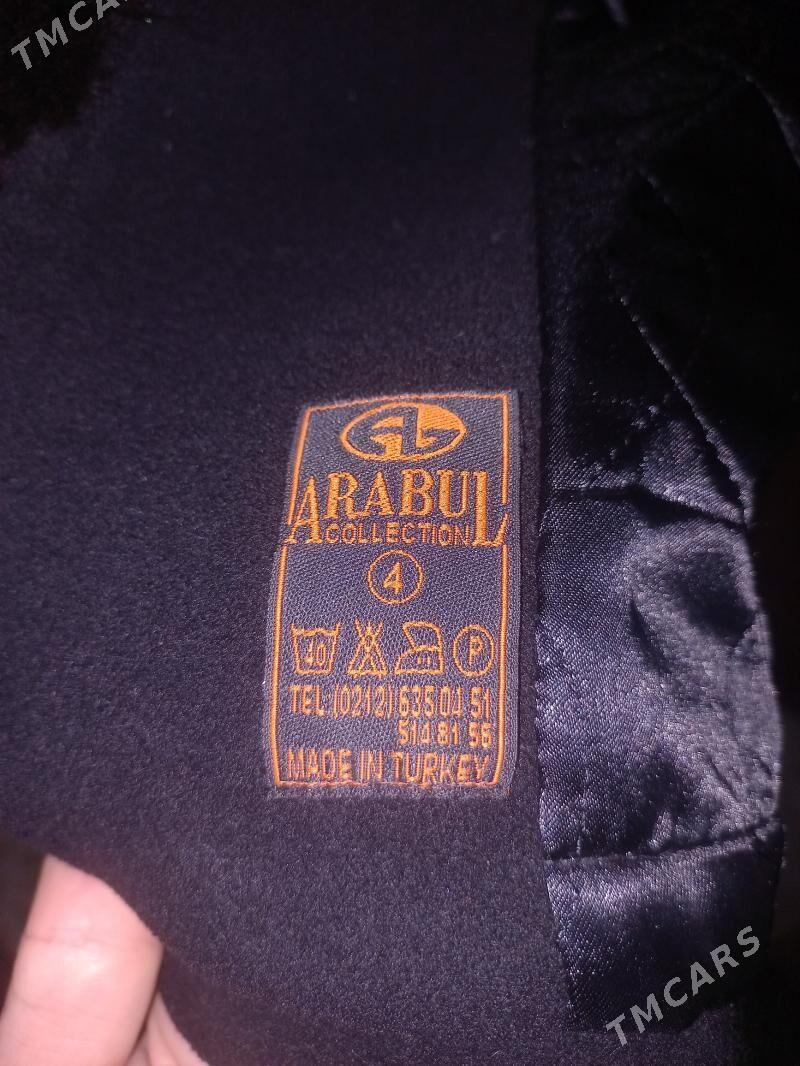 TMCARS
ARABUL
COLLECTION
4
40
P
TEL:(0212) 635 04 51
514 81 56
MADE IN TURKEY
TMCARS